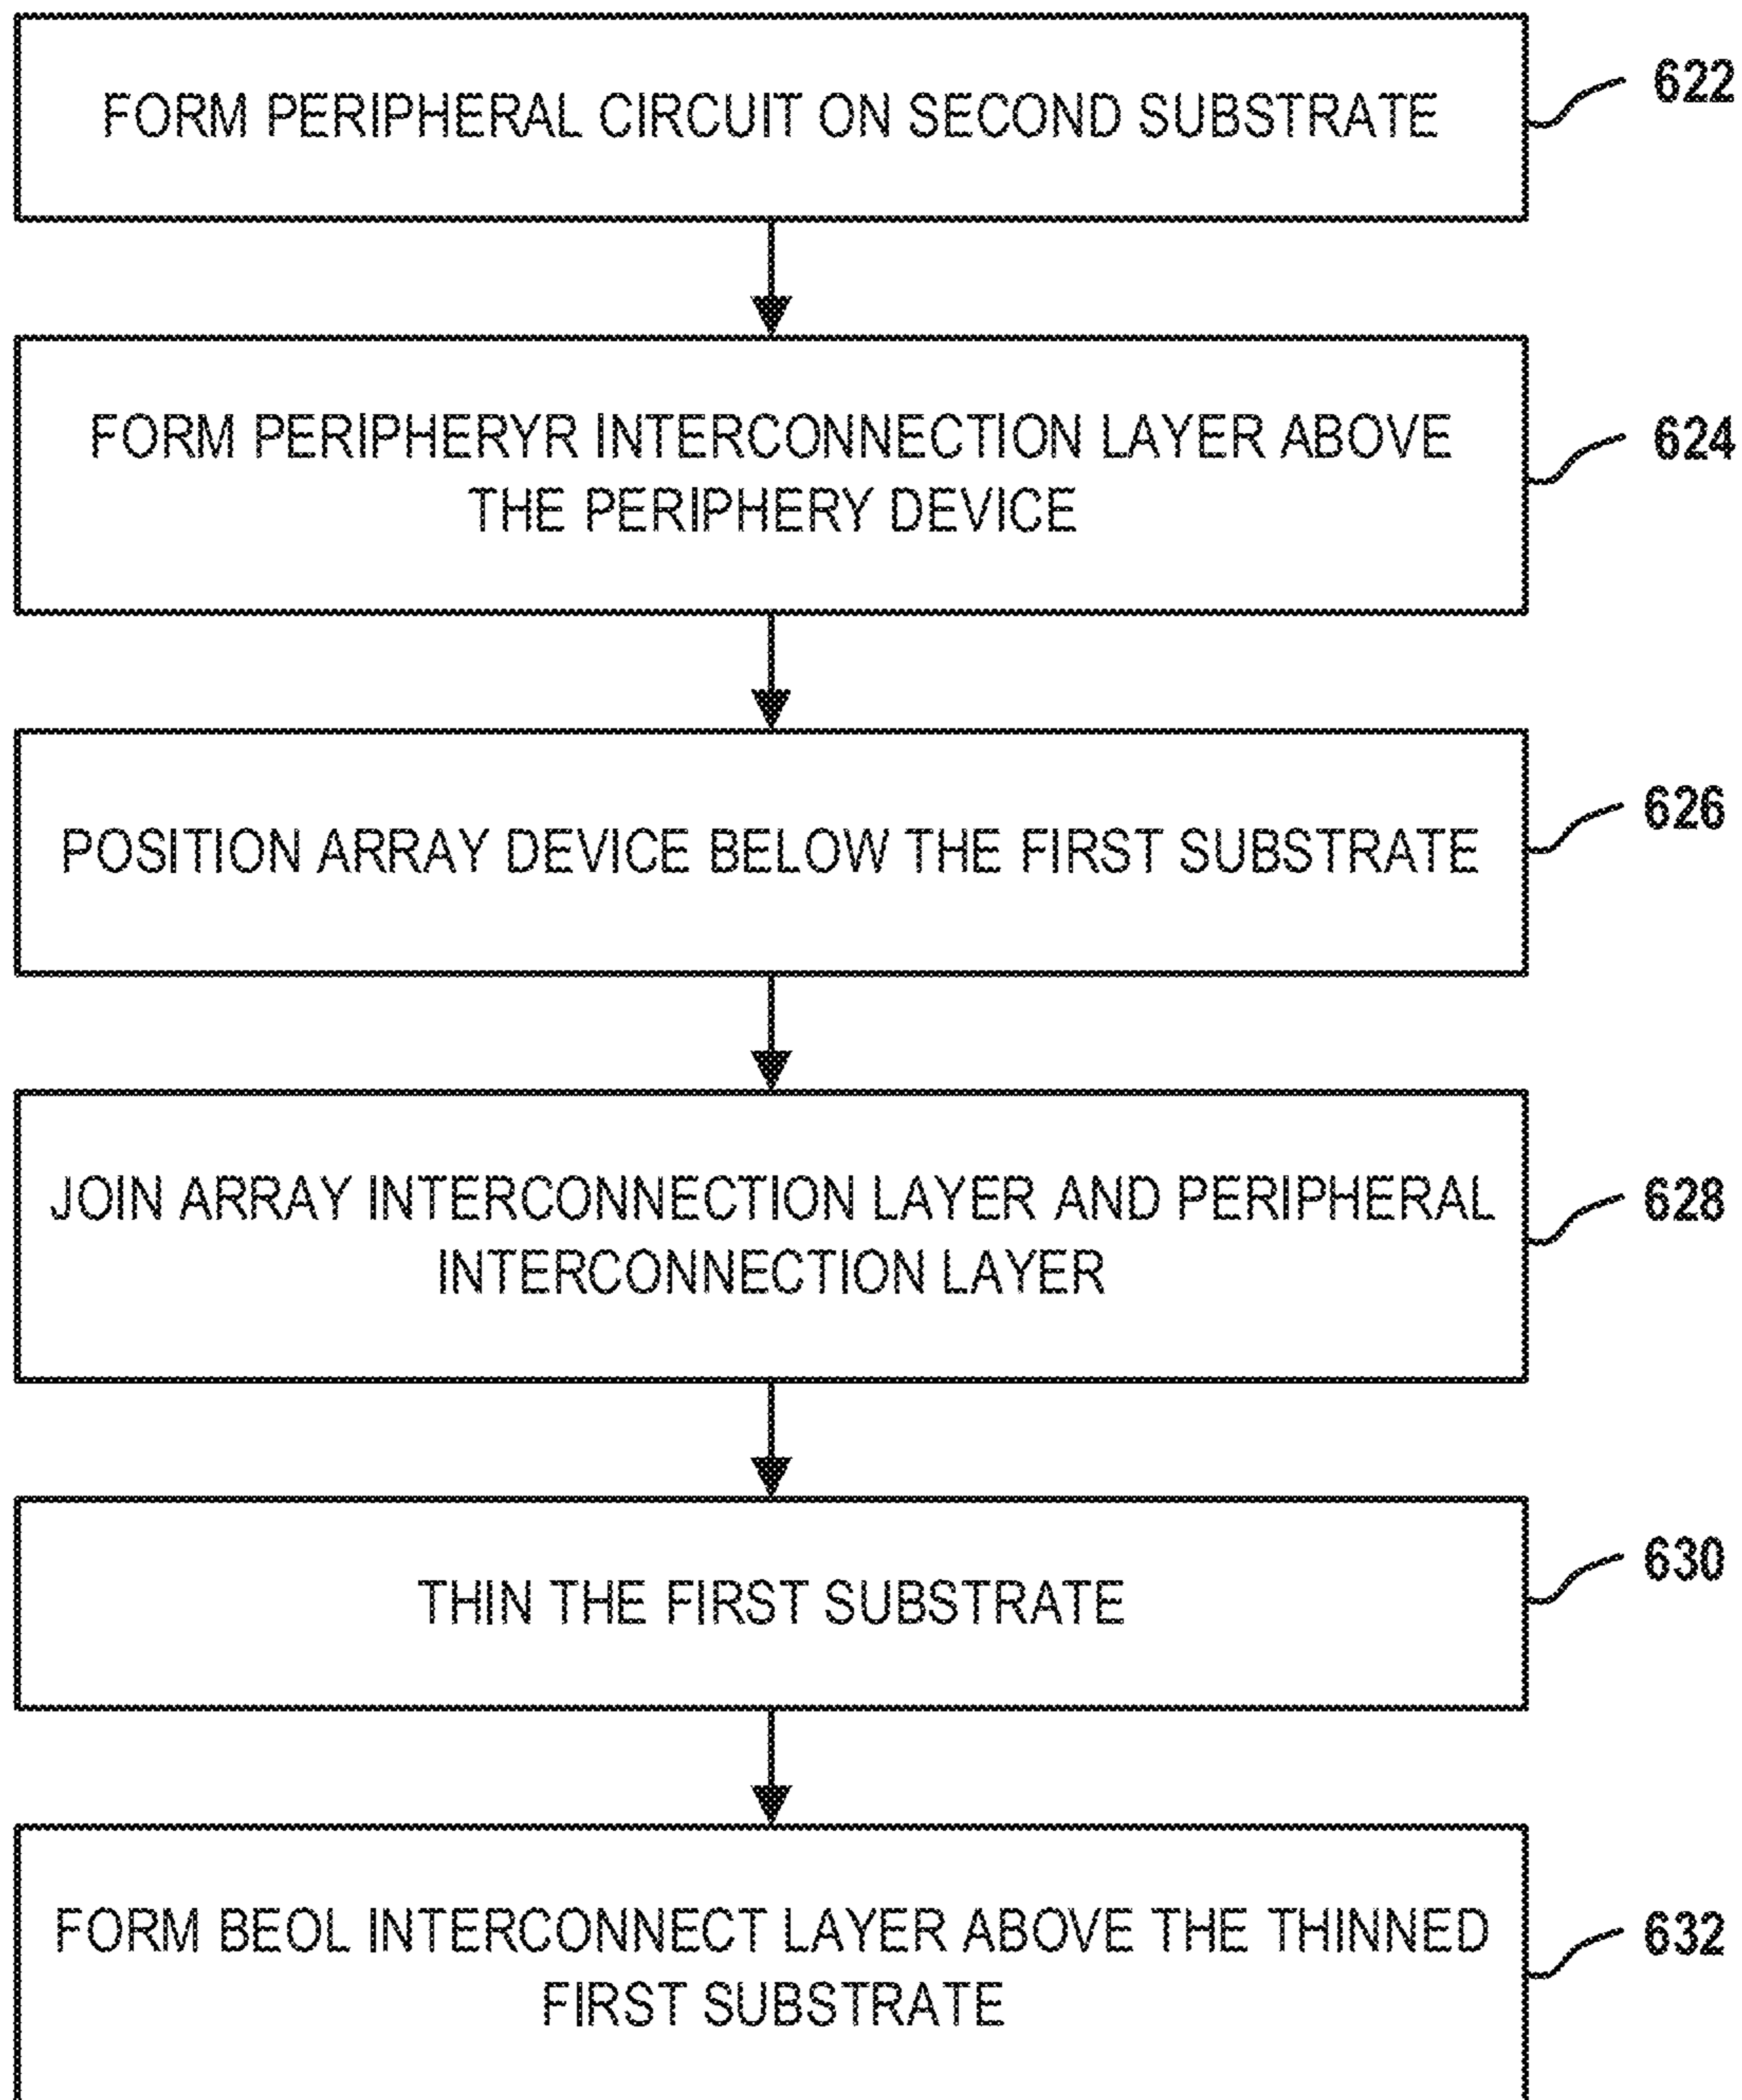 FORM PERIPHERAL CIRCUIT ON SECOND SUBSTRATE
622
FORM PERIPHERYR INTERCONNECTION LAYER ABOVE
THE PERIPHERY DEVICE
624
POSITION ARRAY DEVICE BELOW THE FIRST SUBSTRATE
626
JOIN ARRAY INTERCONNECTION LAYER AND PERIPHERAL
INTERCONNECTION LAYER
628
THIN THE FIRST SUBSTRATE
630
FORM BEOL INTERCONNECT LAYER ABOVE THE THINNED
FIRST SUBSTRATE
632